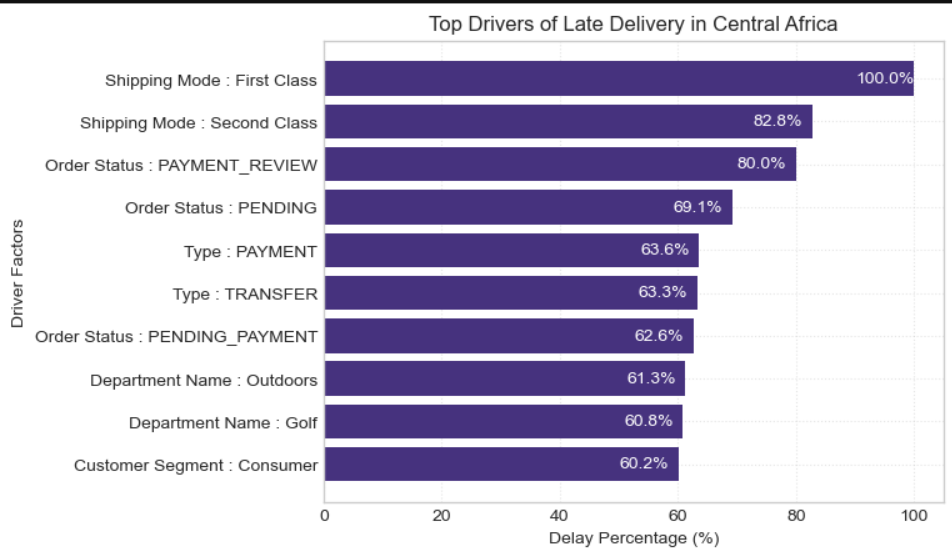 Top Drivers of Late Delivery in Central Africa
Driver Factors
Shipping Mode : First Class 100.0%
Shipping Mode : Second Class 82.8%
Order Status : PAYMENT_REVIEW 80.0%
Order Status : PENDING 69.1%
Type : PAYMENT 63.6%
Type : TRANSFER 63.3%
Order Status : PENDING_PAYMENT 62.6%
Department Name : Outdoors 61.3%
Department Name : Golf 60.8%
Customer Segment : Consumer 60.2%
0 20 40 60 80 100
Delay Percentage (%)